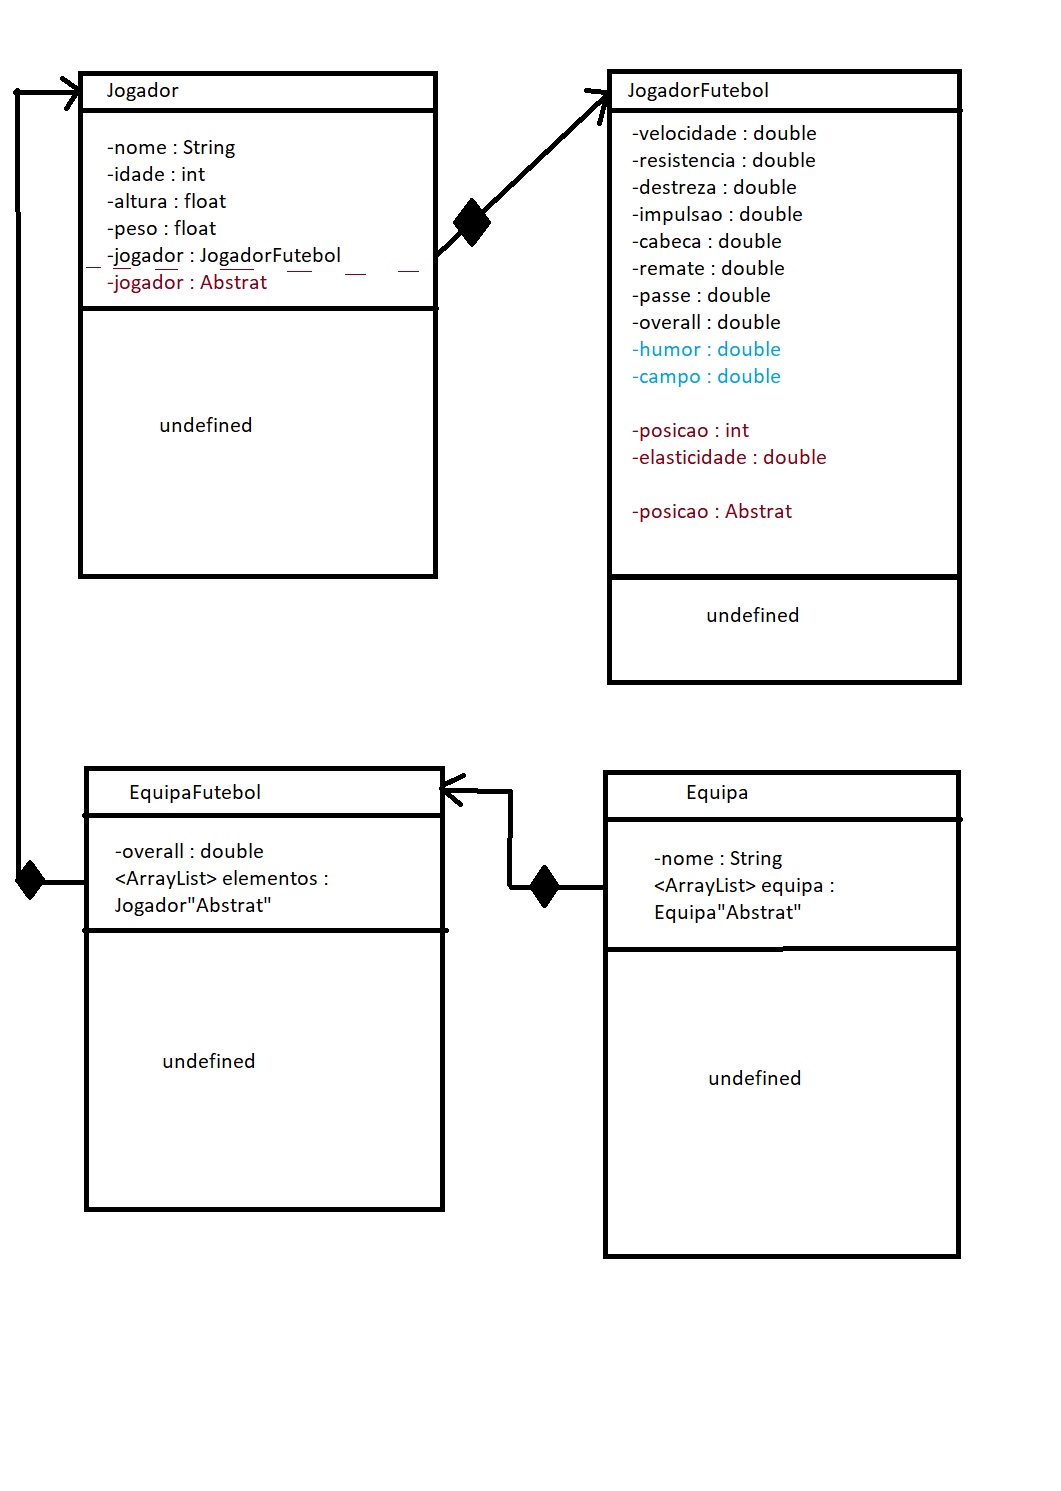 Jogador
-nome : String
-idade : int
-altura : float
-peso : float
-jogador : JogadorFutebol
-jogador : Abstrat
undefined
JogadorFutebol
-velocidade : double
-resistencia : double
-destreza : double
-impulsao : double
-cabeca : double
-remate : double
-passe : double
-overall : double
-humor : double
-campo : double
-posicao : int
-elasticidade : double
-posicao : Abstrat
undefined
EquipaFutebol
-overall : double
<ArrayList> elementos :
Jogador"Abstrat"
undefined
Equipa
-nome : String
<ArrayList> equipa :
Equipa"Abstrat"
undefined